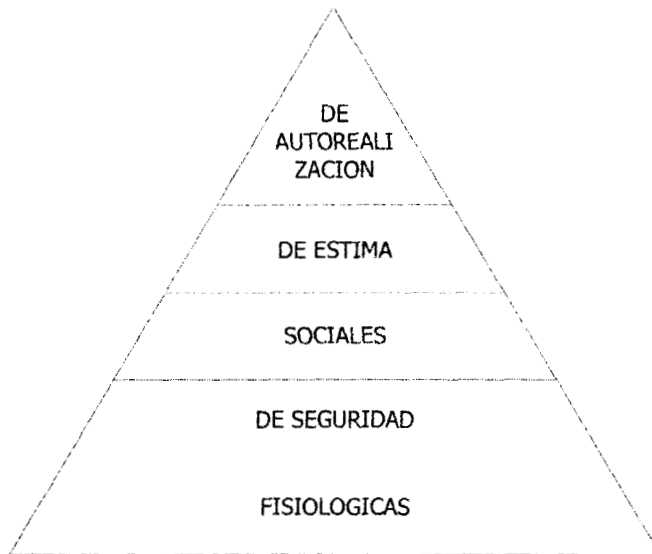 DE
AUTOREALI
ZACION
DE ESTIMA
SOCIALES
DE SEGURIDAD
FISIOLOGICAS